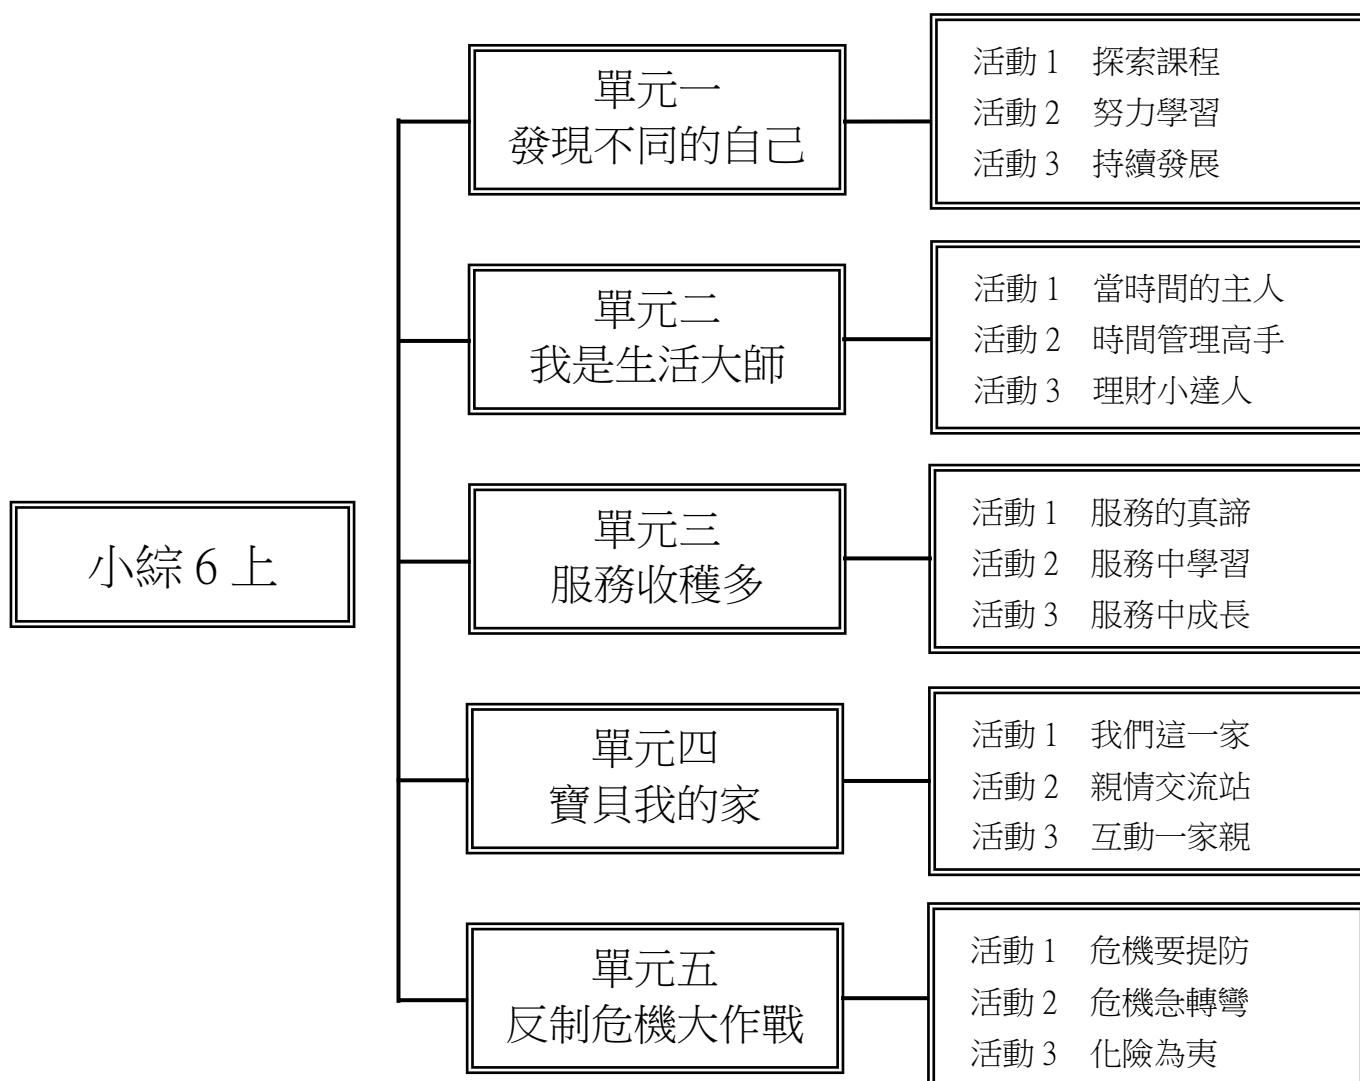 小綜 6 上
單元一
發現不同的自己
活動 1　探索課程
活動 2　努力學習
活動 3　持續發展
單元二
我是生活大師
活動 1　當時間的主人
活動 2　時間管理高手
活動 3　理財小達人
單元三
服務收穫多
活動 1　服務的真諦
活動 2　服務中學習
活動 3　服務中成長
單元四
寶貝我的家
活動 1　我們這一家
活動 2　親情交流站
活動 3　互動一家親
單元五
反制危機大作戰
活動 1　危機要提防
活動 2　危機急轉彎
活動 3　化險為夷